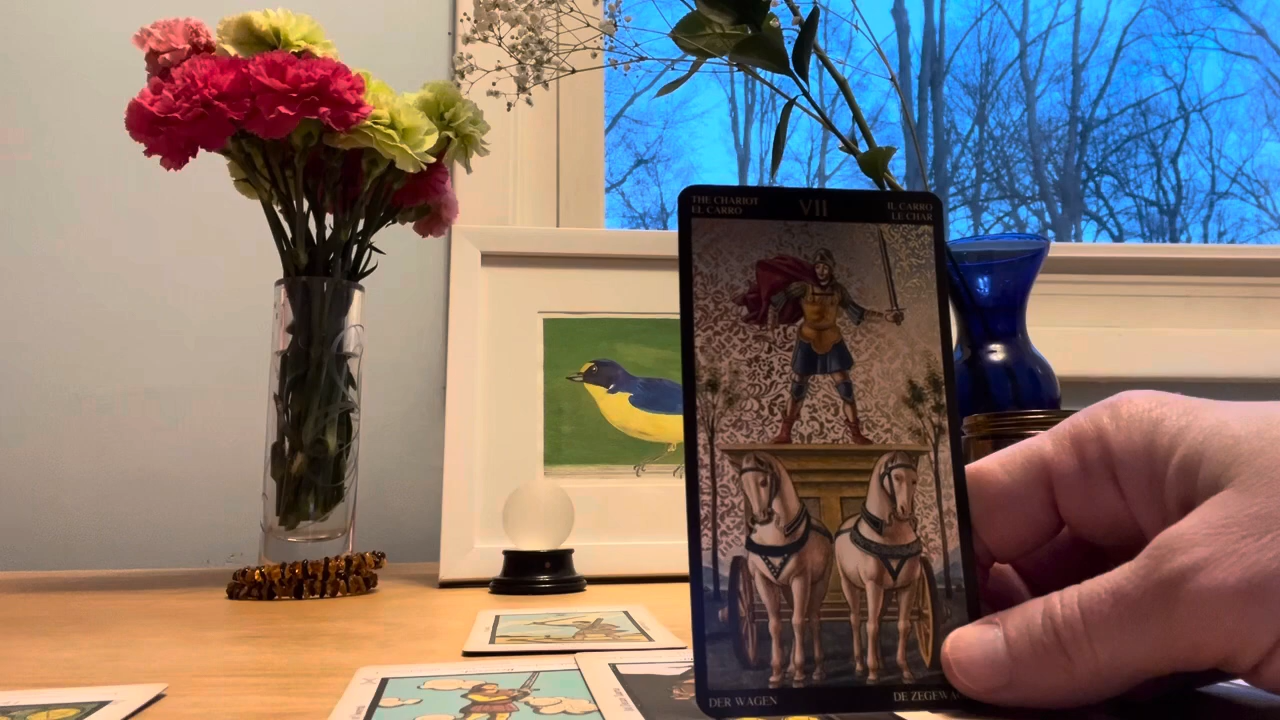 THE CHARIOT
EL CARRO
VII
IL CARRO
LE CHAR
DER WAGEN
DE ZEGEWA